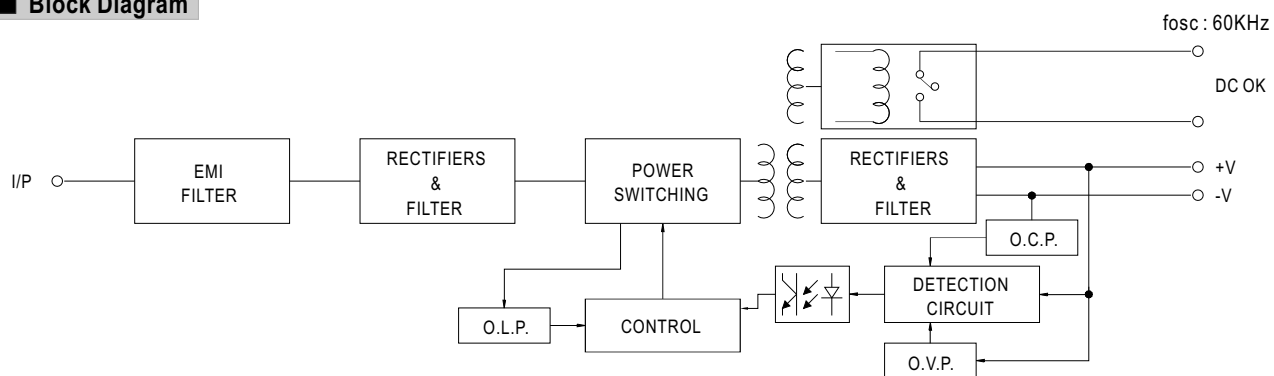 ■ Block Diagram
fosc : 60KHz
DC OK
I/P
EMI
FILTER
RECTIFIERS
&
FILTER
POWER
SWITCHING
RECTIFIERS
&
FILTER
+V
-V
O.C.P.
DETECTION
CIRCUIT
O.L.P.
CONTROL
O.V.P.